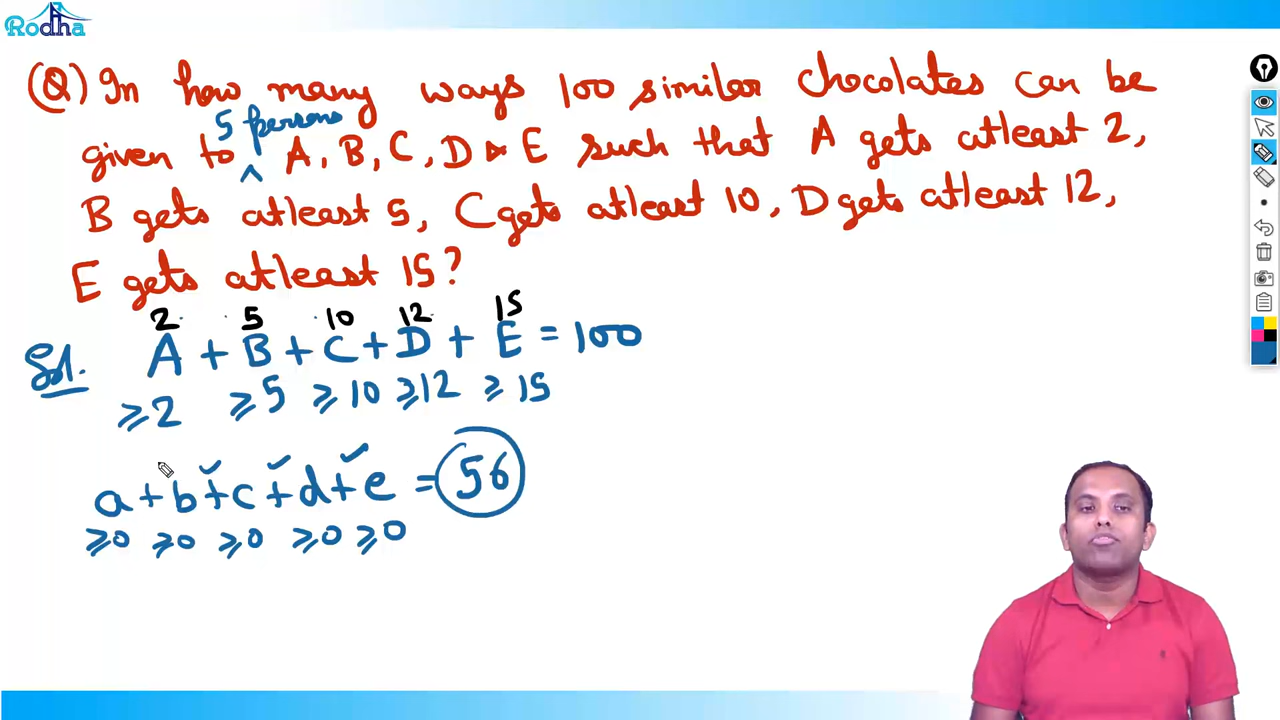 Rodha
(Q) In how many ways 100 similar chocolates can be
5 persons
given to ^ A, B, C, D & E such that A gets atleast 2,
B gets atleast 5, C gets atleast 10, D gets atleast 12,
E gets atleast 15?
2 5 10 12 15
Sol. A + B + C + D + E = 100
≥2 ≥5 ≥10 ≥12 ≥15
a + b + c + d + e = 56
≥0 ≥0 ≥0 ≥0 ≥0